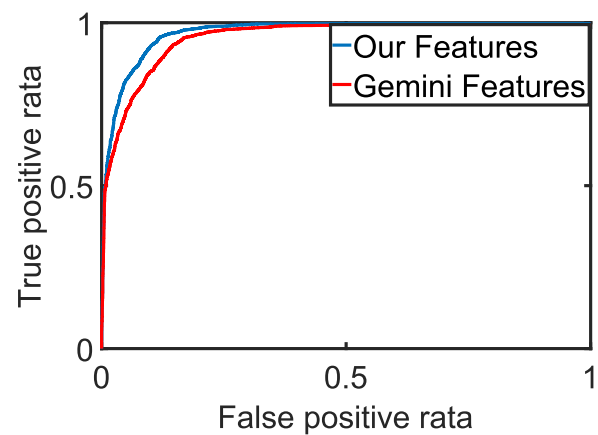 1
Our Features
Gemini Features
True positive rata
0.5
0
0
0.5
1
False positive rata